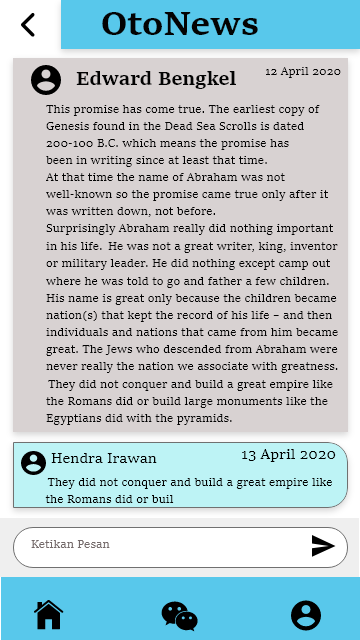 OtoNews
Edward Bengkel
12 April 2020
This promise has come true. The earliest copy of
Genesis found in the Dead Sea Scrolls is dated
200-100 B.C. which means the promise has
been in writing since at least that time.
At that time the name of Abraham was not
well-known so the promise came true only after it
was written down, not before.
Surprisingly Abraham really did nothing important
in his life. He was not a great writer, king, inventor
or military leader. He did nothing except camp out
where he was told to go and father a few children.
His name is great only because the children became
nation(s) that kept the record of his life – and then
individuals and nations that came from him became
great. The Jews who descended from Abraham were
never really the nation we associate with greatness.
They did not conquer and build a great empire like
the Romans did or build large monuments like the
Egyptians did with the pyramids.
Hendra Irawan
13 April 2020
They did not conquer and build a great empire like
the Romans did or buil
Ketikan Pesan